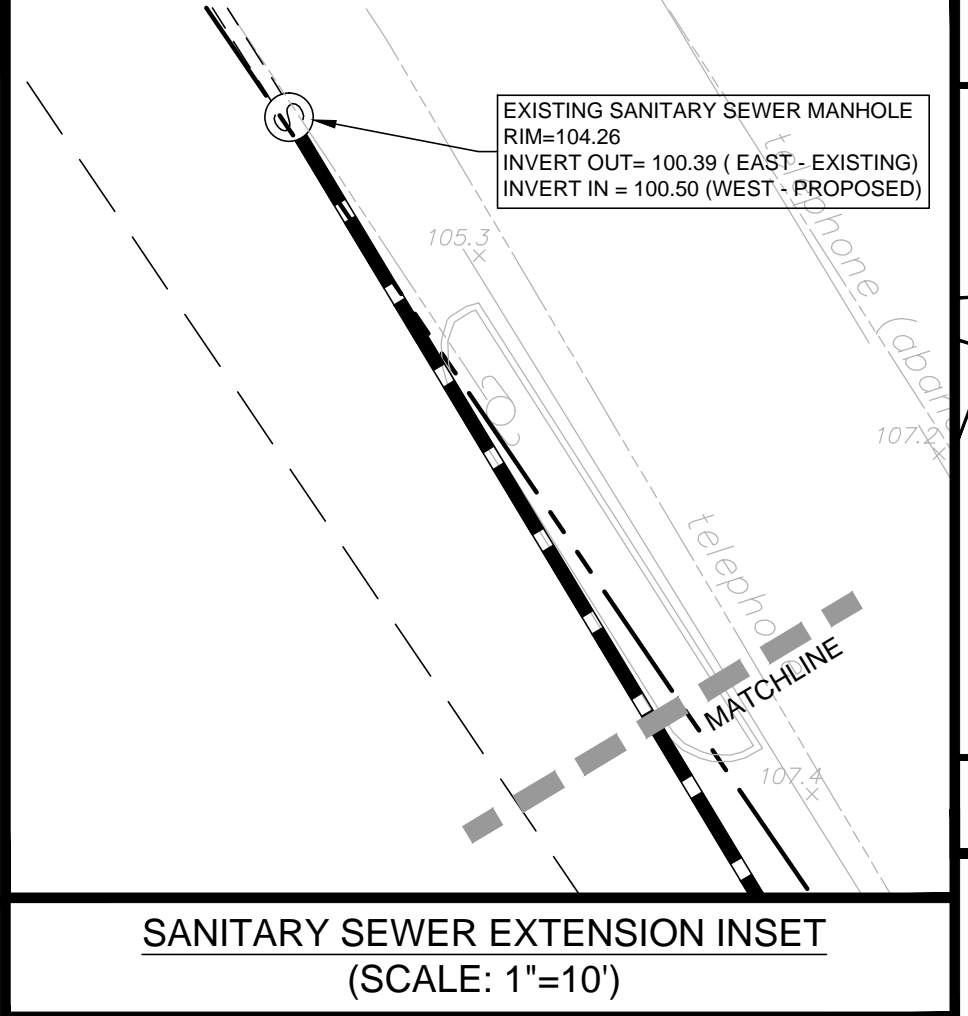 EXISTING SANITARY SEWER MANHOLE
RIM=104.26
INVERT OUT= 100.39 ( EAST - EXISTING)
INVERT IN = 100.50 (WEST - PROPOSED)
telephone (aban
105.3
107.2
telepho
MATCHLINE
107.4
SANITARY SEWER EXTENSION INSET
(SCALE: 1"=10')